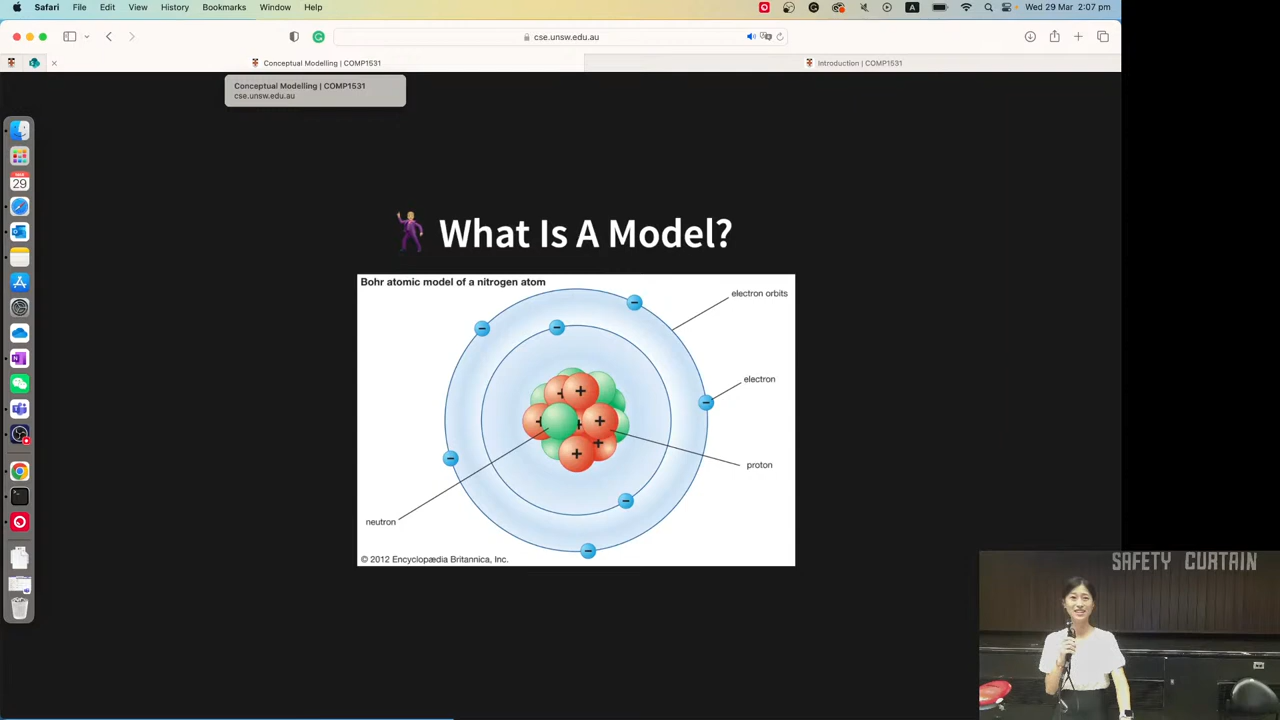 Safari File Edit View History Bookmarks Window Help A Wed 29 Mar 2:07 pm
cse.unsw.edu.au
Conceptual Modelling | COMP1531 Introduction | COMP1531
Conceptual Modelling | COMP1531
cse.unsw.edu.au
MAR
29
What Is A Model?
Bohr atomic model of a nitrogen atom
electron orbits
electron
proton
neutron
© 2012 Encyclopædia Britannica, Inc.
SAFETY CURTAIN